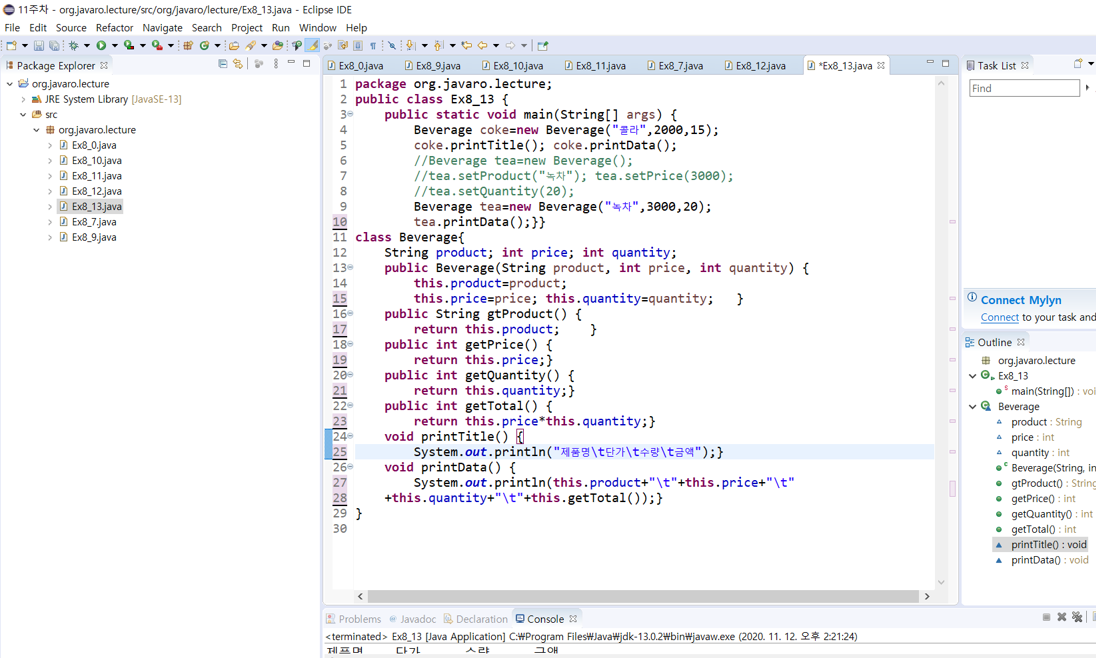 11주차 - org.javaro.lecture/src/org/javaro/lecture/Ex8_13.java - Eclipse IDE
File Edit Source Refactor Navigate Search Project Run Window Help
Package Explorer
org.javaro.lecture
JRE System Library [JavaSE-13]
src
org.javaro.lecture
Ex8_0.java
Ex8_10.java
Ex8_11.java
Ex8_12.java
Ex8_13.java
Ex8_7.java
Ex8_9.java
Ex8_0.java Ex8_9.java Ex8_10.java Ex8_11.java Ex8_7.java Ex8_12.java *Ex8_13.java
1 package org.javaro.lecture;
2 public class Ex8_13 {
3 public static void main(String[] args) {
4 Beverage coke=new Beverage("콜라",2000,15);
5 coke.printTitle(); coke.printData();
6 //Beverage tea=new Beverage();
7 //tea.setProduct("녹차"); tea.setPrice(3000);
8 //tea.setQuantity(20);
9 Beverage tea=new Beverage("녹차",3000,20);
10 tea.printData();}}
11 class Beverage{
12 String product; int price; int quantity;
13 public Beverage(String product, int price, int quantity) {
14 this.product=product;
15 this.price=price; this.quantity=quantity; }
16 public String gtProduct() {
17 return this.product; }
18 public int getPrice() {
19 return this.price;}
20 public int getQuantity() {
21 return this.quantity;}
22 public int getTotal() {
23 return this.price*this.quantity;}
24 void printTitle() {
25 System.out.println("제품명\t단가\t수량\t금액");}
26 void printData() {
27 System.out.println(this.product+"\t"+this.price+"\t"
28 +this.quantity+"\t"+this.getTotal());}
29 }
30
Task List
Find
Connect Mylyn
Connect to your task and
Outline
org.javaro.lecture
Ex8_13
main(String[]) : voi
Beverage
product : String
price : int
quantity : int
Beverage(String, in
gtProduct() : String
getPrice() : int
getQuantity() : int
getTotal() : int
printTitle() : void
printData() : void
Problems Javadoc Declaration Console
<terminated> Ex8_13 [Java Application] C:₩Program Files₩Java₩jdk-13.0.2₩bin₩javaw.exe (2020. 11. 12. 오후 2:21:24)
제품명 단가 수량 금액